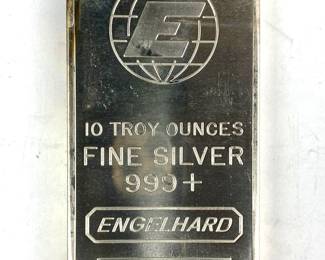 E
10 TROY OUNCES
FINE SILVER
999+
ENGELHARD